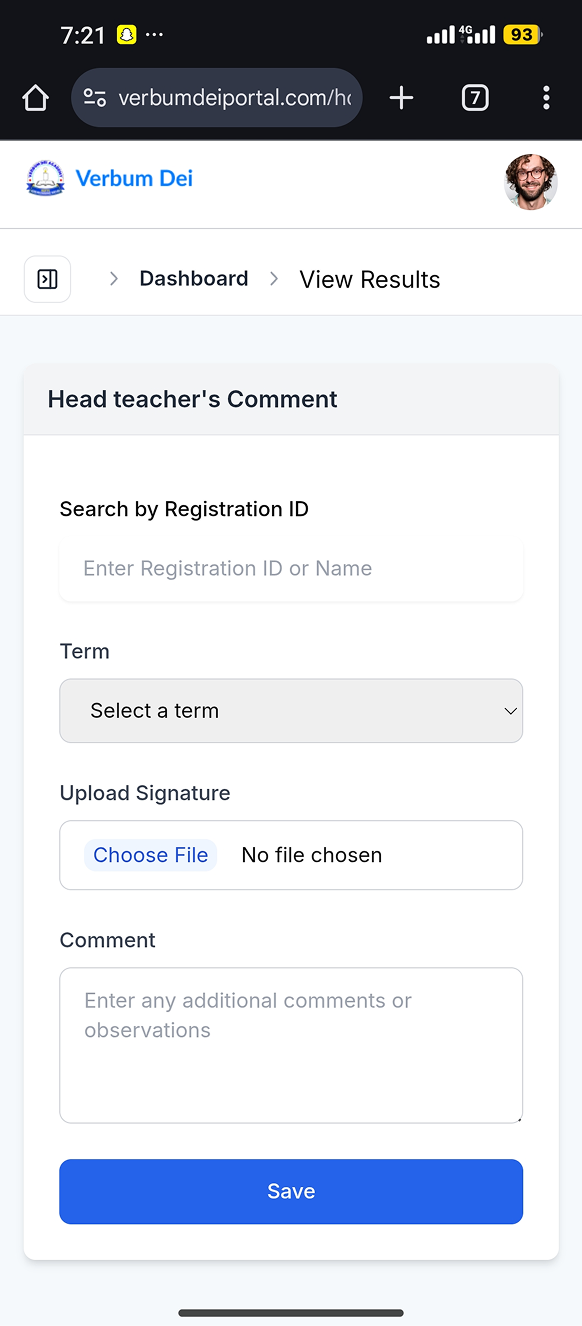 7:21 ... 4G 93
verbumdeiportal.com/ho 7
Verbum Dei
Dashboard > View Results
Head teacher's Comment
Search by Registration ID
Enter Registration ID or Name
Term
Select a term
Upload Signature
Choose File No file chosen
Comment
Enter any additional comments or
observations
Save